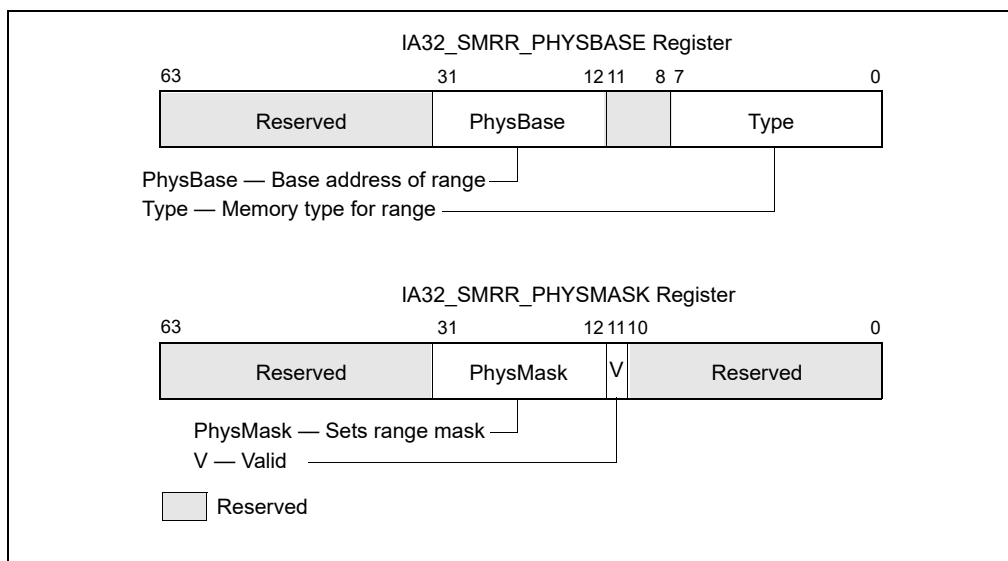 IA32_SMRR_PHYSBASE Register
63 31 12 11 8 7 0
Reserved PhysBase Type
PhysBase — Base address of range
Type — Memory type for range
IA32_SMRR_PHYSMASK Register
63 31 12 11 10 0
Reserved PhysMask V Reserved
PhysMask — Sets range mask
V — Valid
Reserved